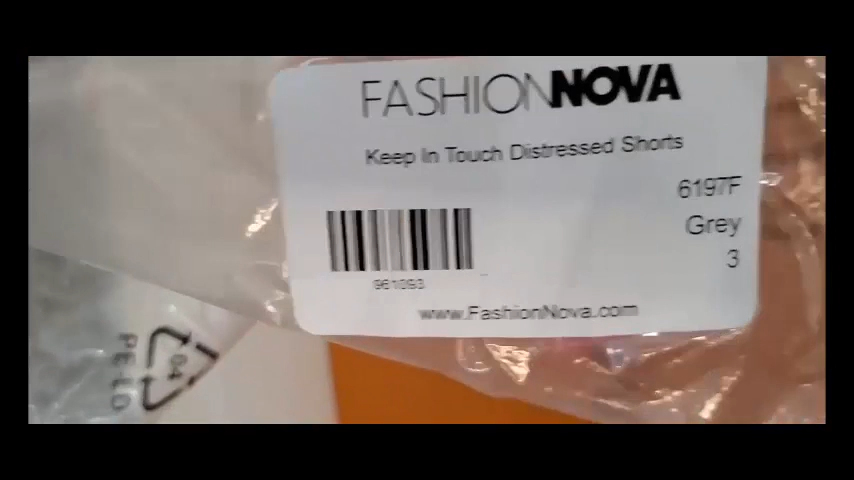 FASHIONNOVA
Keep In Touch Distressed Shorts
6197F
Grey
3
961093
www.FashionNova.com
04
PE-LD